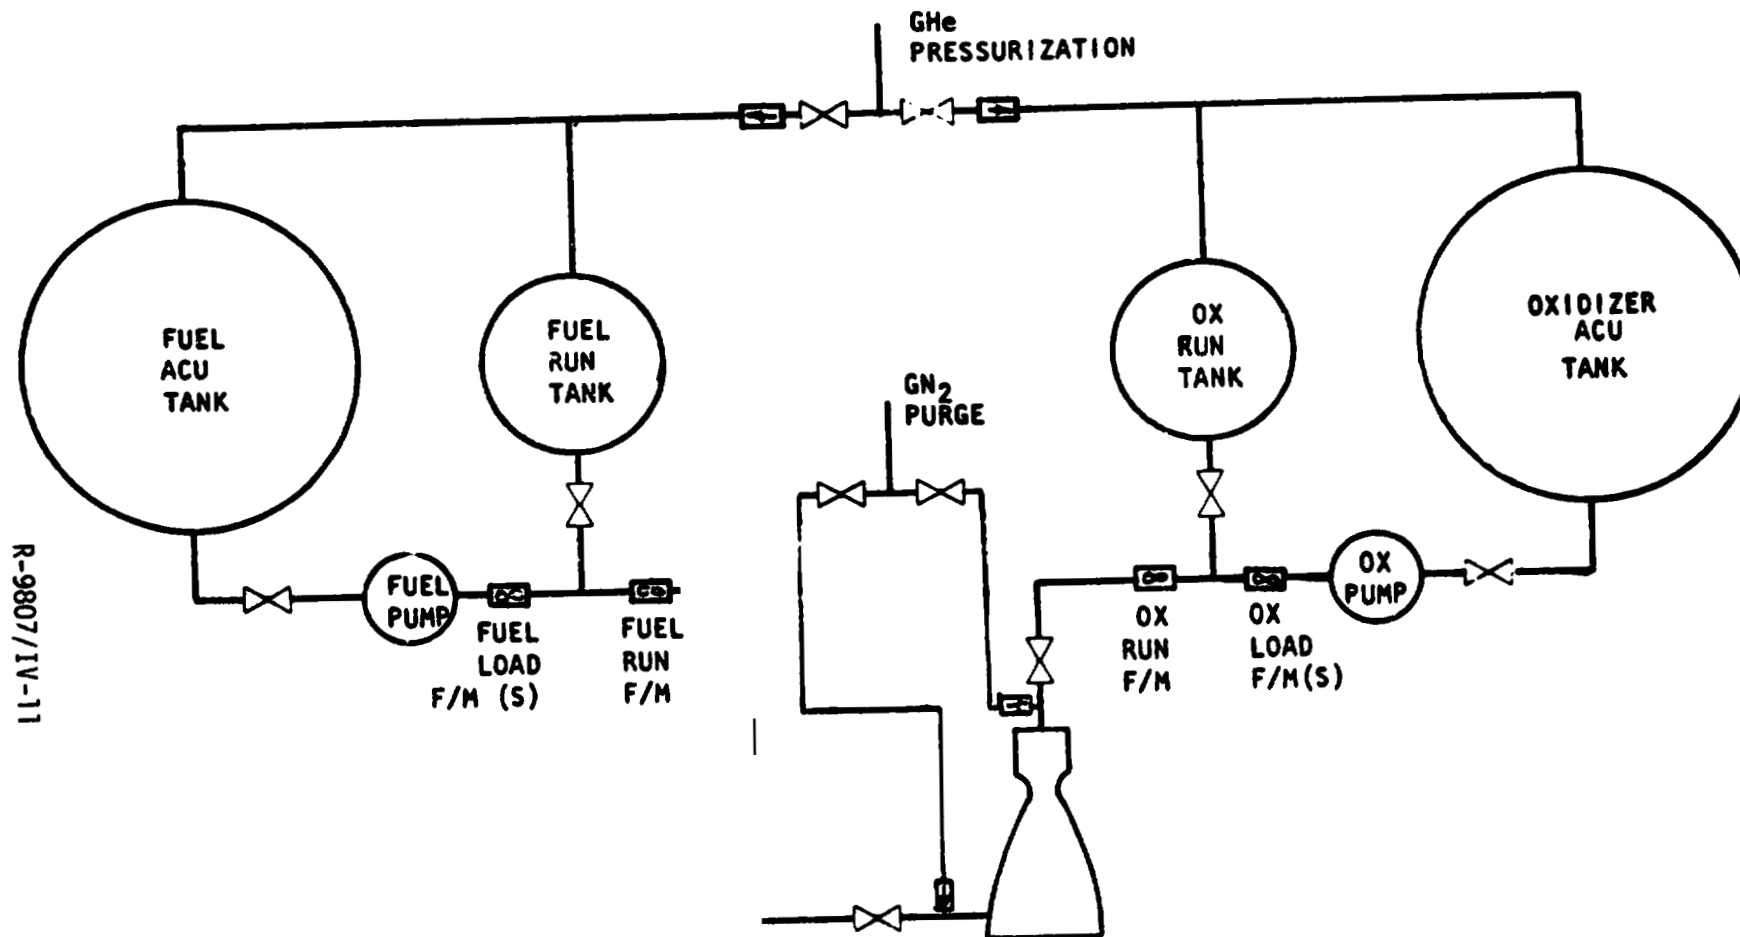 GHe
PRESSURIZATION
FUEL
ACU
TANK
FUEL
RUN
TANK
OX
RUN
TANK
OXIDIZER
ACU
TANK
GN₂
PURGE
FUEL
PUMP
FUEL
LOAD
F/M (S)
FUEL
RUN
F/M
OX
RUN
F/M
OX
LOAD
F/M(S)
OX
PUMP
R-9807/IV-11